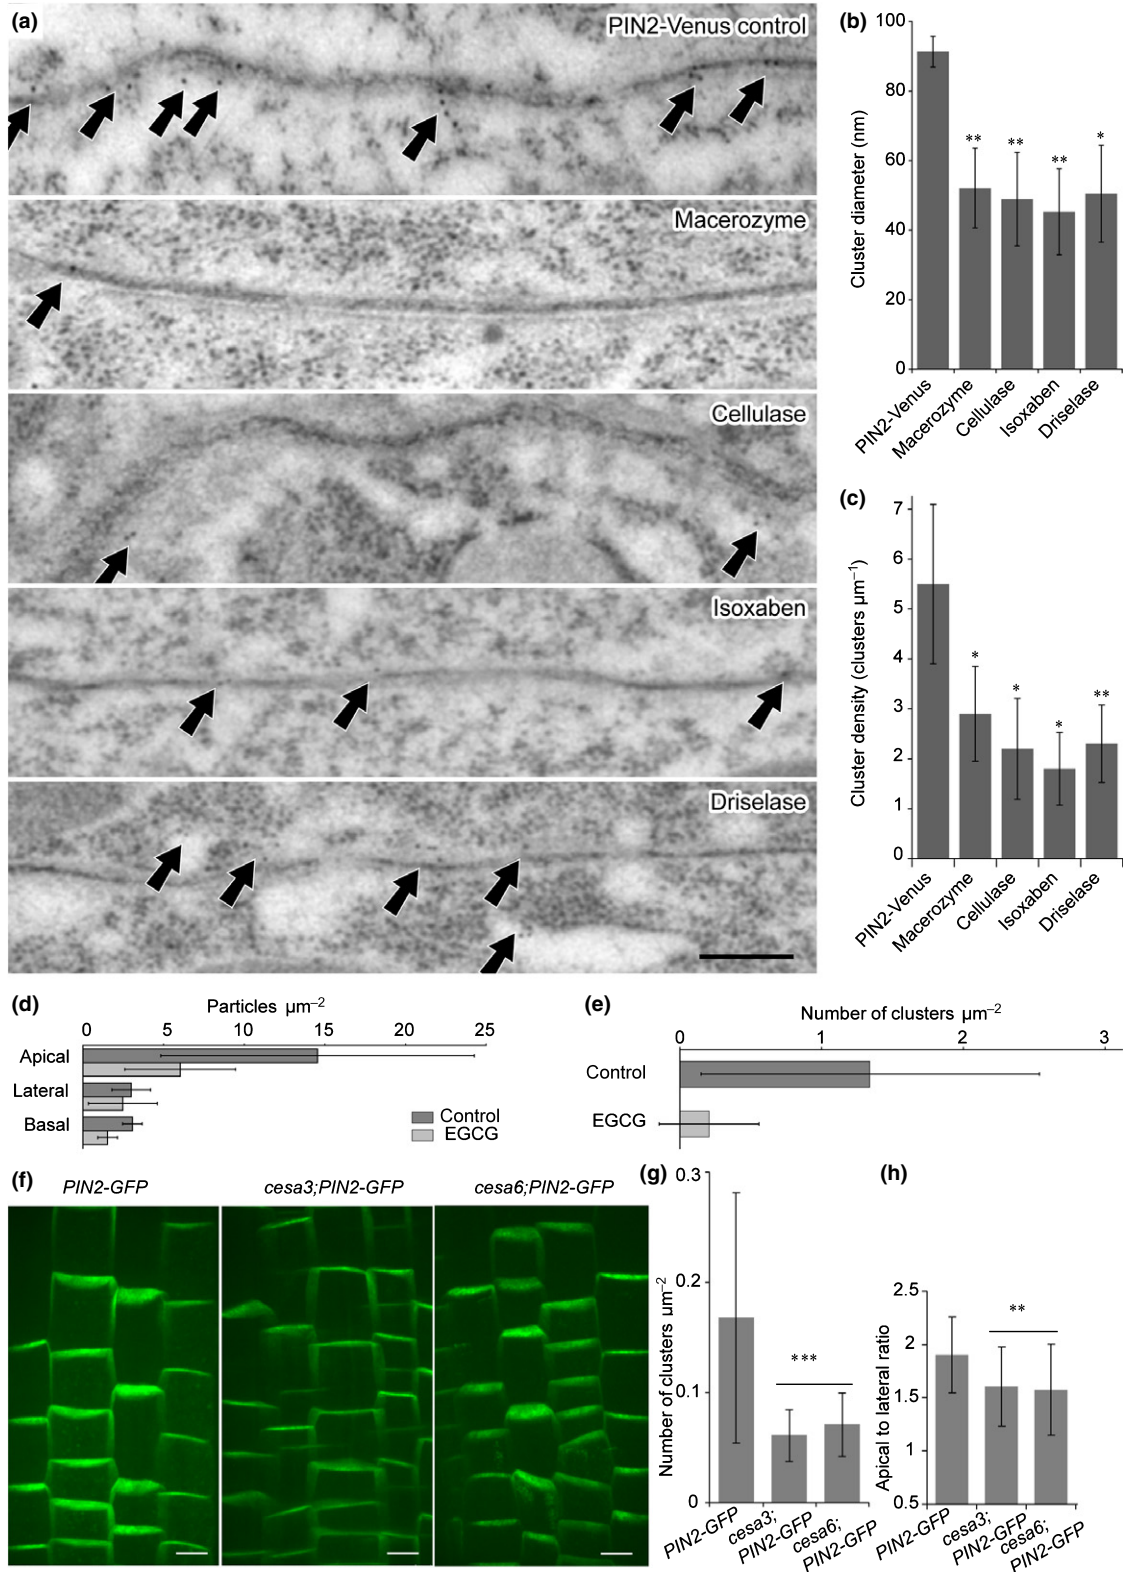 (a)
PIN2-Venus control
Macerozyme
Cellulase
Isoxaben
Driselase
(b)
100
80
60
40
20
0
Cluster diameter (nm)
**
**
**
*
PIN2-Venus
Macerozyme
Cellulase
Isoxaben
Driselase
(c)
7
6
5
4
3
2
1
0
Cluster density (clusters µm–1)
*
*
*
**
PIN2-Venus
Macerozyme
Cellulase
Isoxaben
Driselase
(d)
Particles µm–2
0 5 10 15 20 25
Apical
Lateral
Basal
Control
EGCG
(e)
Number of clusters µm–2
0 1 2 3
Control
EGCG
(f)
PIN2-GFP cesa3;PIN2-GFP cesa6;PIN2-GFP
(g)
0.3
0.2
0.1
0
Number of clusters µm–2
***
PIN2-GFP
cesa3;
PIN2-GFP
cesa6;
PIN2-GFP
(h)
2.5
2
1.5
1
0.5
Apical to lateral ratio
**
PIN2-GFP
cesa3;
PIN2-GFP
cesa6;
PIN2-GFP